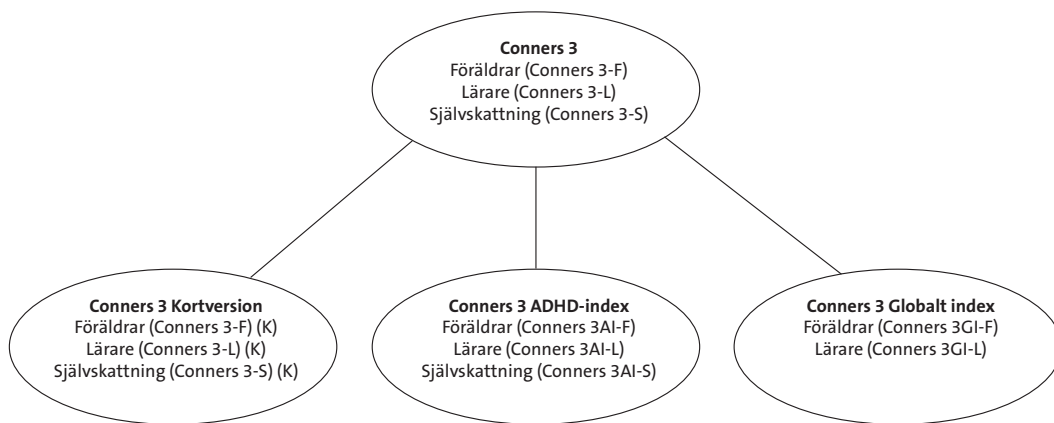 Conners 3
Föräldrar (Conners 3-F)
Lärare (Conners 3-L)
Självskattning (Conners 3-S)
Conners 3 Kortversion
Föräldrar (Conners 3-F) (K)
Lärare (Conners 3-L) (K)
Självskattning (Conners 3-S) (K)
Conners 3 ADHD-index
Föräldrar (Conners 3AI-F)
Lärare (Conners 3AI-L)
Självskattning (Conners 3AI-S)
Conners 3 Globalt index
Föräldrar (Conners 3GI-F)
Lärare (Conners 3GI-L)